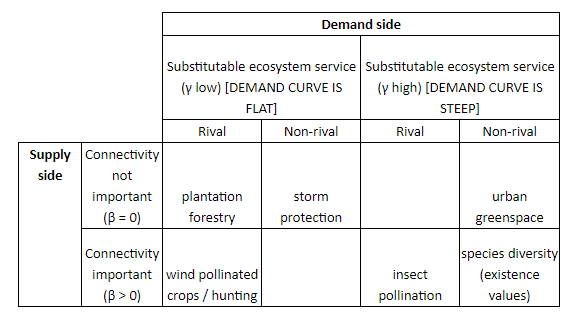 Demand side
Substitutable ecosystem service
(γ low) [DEMAND CURVE IS
FLAT]
Substitutable ecosystem service
(γ high) [DEMAND CURVE IS
STEEP]
Rival
Non-rival
Rival
Non-rival
Supply
side
Connectivity
not
important
(β = 0)
plantation
forestry
storm
protection
urban
greenspace
Connectivity
important
(β > 0)
wind pollinated
crops / hunting
insect
pollination
species diversity
(existence
values)